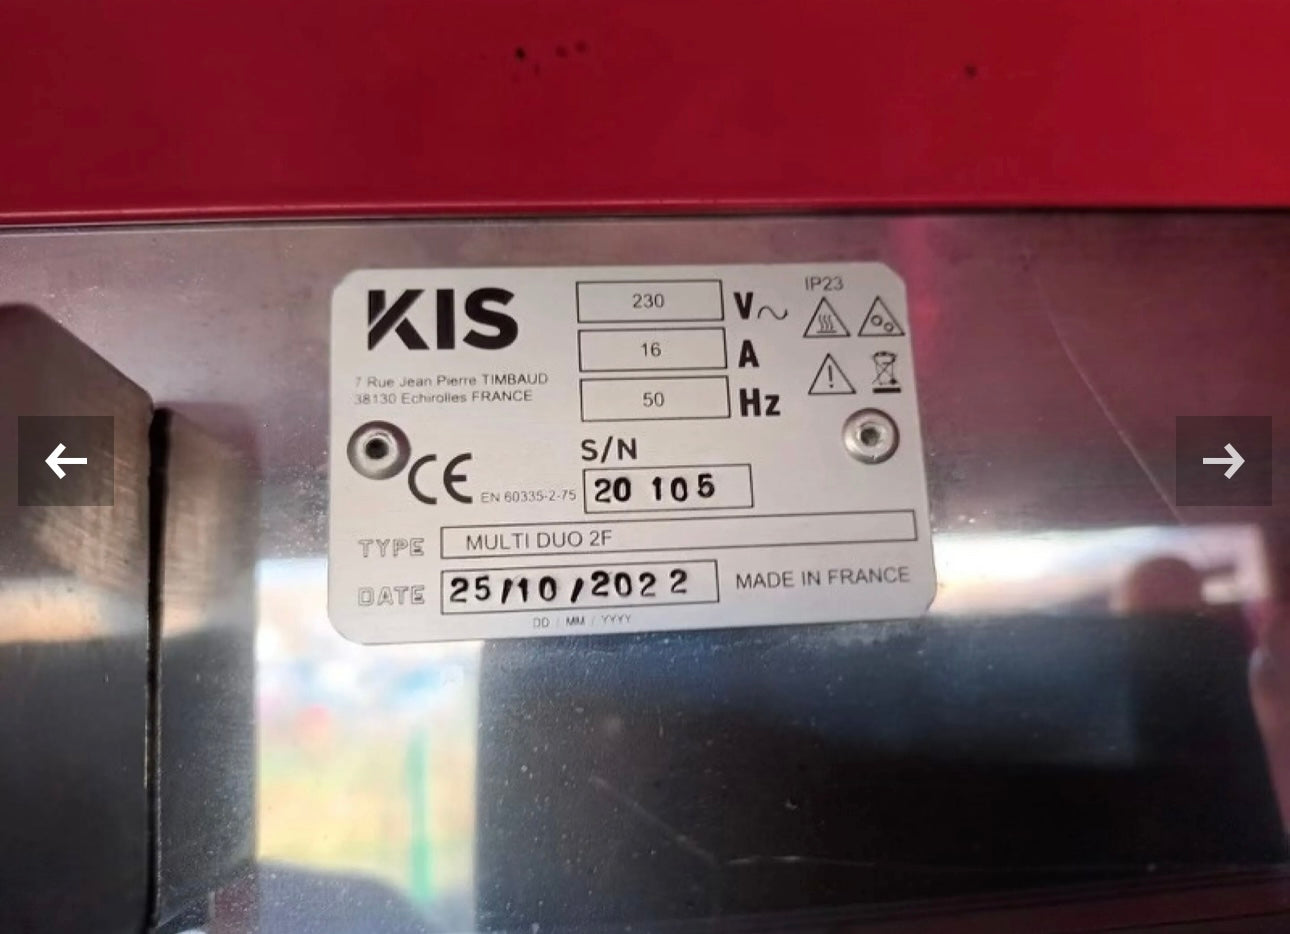 KIS
7 Rue Jean Pierre TIMBAUD
38130 Echirolles FRANCE
230 V~
16 A
50 Hz
IP23
S/N
20 105
CE EN 60335-2-75
TYPE MULTI DUO 2F
DATE 25/10/2022 MADE IN FRANCE
DD / MM / YYYY